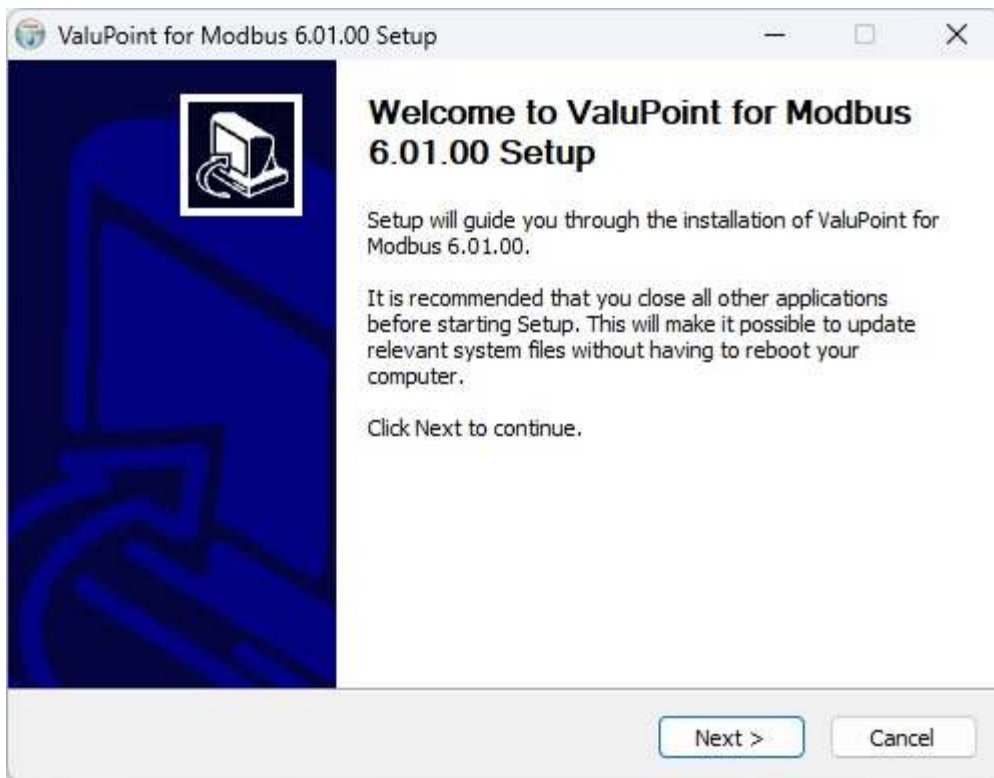 ValuPoint for Modbus 6.01.00 Setup
Welcome to ValuPoint for Modbus
6.01.00 Setup
Setup will guide you through the installation of ValuPoint for
Modbus 6.01.00.
It is recommended that you close all other applications
before starting Setup. This will make it possible to update
relevant system files without having to reboot your
computer.
Click Next to continue.
Next >
Cancel